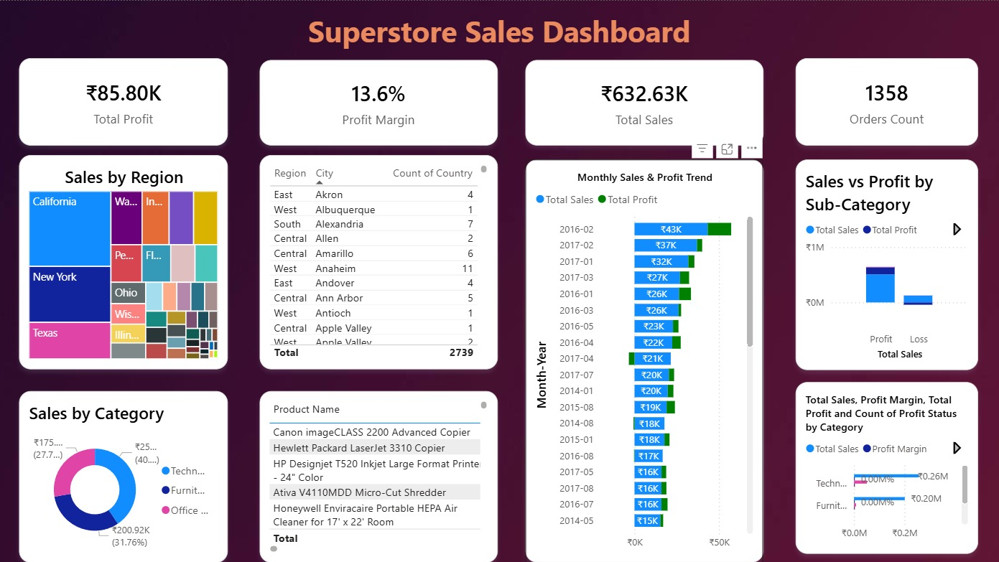 Superstore Sales Dashboard
₹85.80K
Total Profit
13.6%
Profit Margin
₹632.63K
Total Sales
1358
Orders Count
Sales by Region
California
New York
Texas
Wa...
In...
Pe...
Fl...
Ohio
Wis...
Illin...
Region City Count of Country
East Akron 4
West Albuquerque 1
South Alexandria 7
Central Allen 2
Central Amarillo 6
West Anaheim 11
East Andover 4
Central Ann Arbor 5
West Antioch 1
Central Apple Valley 1
West Apple Valley 2
Total 2739
Monthly Sales & Profit Trend
Total Sales Total Profit
Month-Year
2016-02 ₹43K
2017-02 ₹37K
2017-01 ₹32K
2017-03 ₹27K
2016-01 ₹26K
2016-03 ₹26K
2016-05 ₹23K
2016-04 ₹22K
2017-04 ₹21K
2017-07 ₹20K
2014-01 ₹20K
2015-08 ₹19K
2014-08 ₹18K
2015-01 ₹18K
2016-08 ₹17K
2017-05 ₹16K
2017-08 ₹16K
2016-07 ₹16K
2014-05 ₹15K
₹0K ₹50K
Sales vs Profit by
Sub-Category
Total Sales Total Profit
₹1M
₹0M
Profit Loss
Total Sales
Sales by Category
₹175....
(27.7...)
₹25...
(40....)
₹200.92K
(31.76%)
Techn...
Furnit...
Office ...
Product Name
Canon imageCLASS 2200 Advanced Copier
Hewlett Packard LaserJet 3310 Copier
HP Designjet T520 Inkjet Large Format Printe
- 24" Color
Ativa V4110MDD Micro-Cut Shredder
Honeywell Enviracaire Portable HEPA Air
Cleaner for 17' x 22' Room
Total
Total Sales, Profit Margin, Total
Profit and Count of Profit Status
by Category
Total Sales Profit Margin
Techn... 0.00M% ₹0.26M
Furnit... 0.00M% ₹0.20M
₹0.0M ₹0.2M